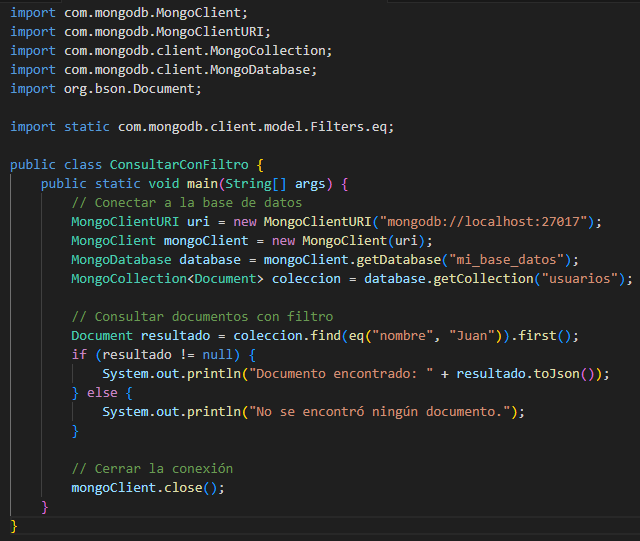 import com.mongodb.MongoClient;
import com.mongodb.MongoClientURI;
import com.mongodb.client.MongoCollection;
import com.mongodb.client.MongoDatabase;
import org.bson.Document;

import static com.mongodb.client.model.Filters.eq;

public class ConsultarConFiltro {
    public static void main(String[] args) {
        // Conectar a la base de datos
        MongoClientURI uri = new MongoClientURI("mongodb://localhost:27017");
        MongoClient mongoClient = new MongoClient(uri);
        MongoDatabase database = mongoClient.getDatabase("mi_base_datos");
        MongoCollection<Document> coleccion = database.getCollection("usuarios");

        // Consultar documentos con filtro
        Document resultado = coleccion.find(eq("nombre", "Juan")).first();
        if (resultado != null) {
            System.out.println("Documento encontrado: " + resultado.toJson());
        } else {
            System.out.println("No se encontró ningún documento.");
        }

        // Cerrar la conexión
        mongoClient.close();
    }
}